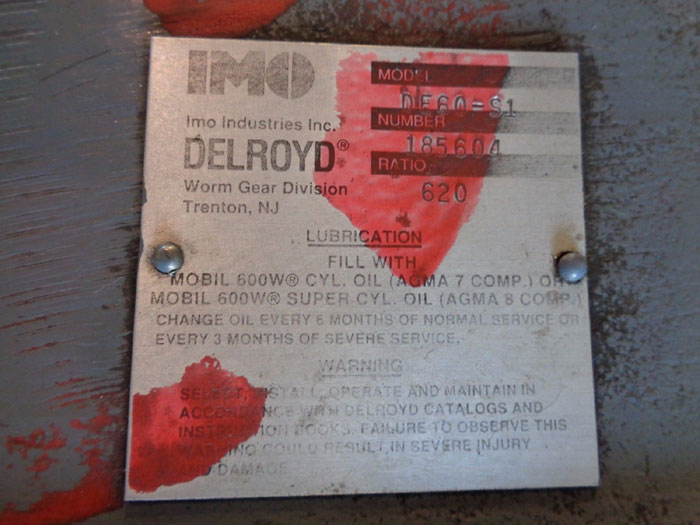 IMO
MODEL
DF60-S1
Imo Industries Inc.
NUMBER
185604
DELROYD®
RATIO
620
Worm Gear Division
Trenton, NJ
LUBRICATION
FILL WITH
MOBIL 600W® CYL. OIL (AGMA 7 COMP.) OR
MOBIL 600W® SUPER CYL. OIL (AGMA 8 COMP.)
CHANGE OIL EVERY 6 MONTHS OF NORMAL SERVICE OR
EVERY 3 MONTHS OF SEVERE SERVICE.
WARNING
SELECT, INSTALL, OPERATE AND MAINTAIN IN
ACCORDANCE WITH DELROYD CATALOGS AND
INSTRUCTION BOOKS. FAILURE TO OBSERVE THIS
WARNING COULD RESULT IN SEVERE INJURY
AND DAMAGE